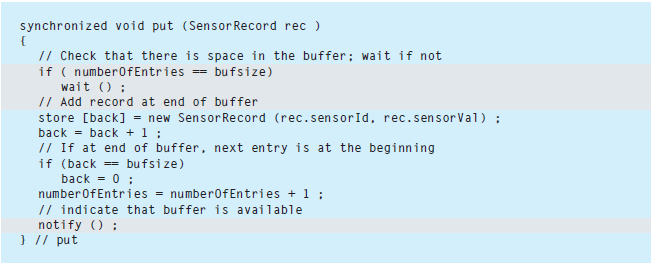 synchronized void put (SensorRecord rec )
{
// Check that there is space in the buffer; wait if not
if ( numberOfEntries == bufsize)
wait () ;
// Add record at end of buffer
store [back] = new SensorRecord (rec.sensorId, rec.sensorVal) ;
back = back + 1 ;
// If at end of buffer, next entry is at the beginning
if (back == bufsize)
back = 0 ;
numberOfEntries = numberOfEntries + 1 ;
// indicate that buffer is available
notify () ;
} // put